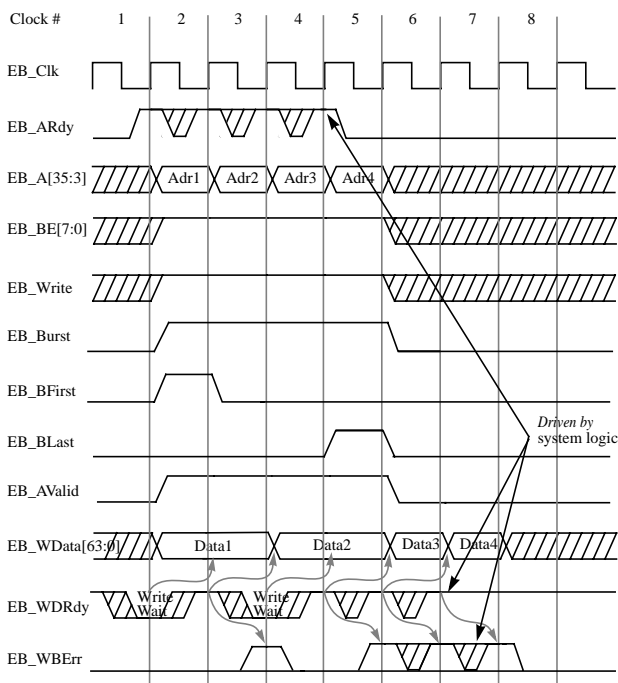 Clock # 1 2 3 4 5 6 7 8
EB_Clk
EB_ARdy
EB_A[35:3] Adr1 Adr2 Adr3 Adr4
EB_BE[7:0]
EB_Write
EB_Burst
EB_BFirst
Driven by
system logic
EB_BLast
EB_AValid
EB_WData[63:0] Data1 Data2 Data3 Data4
EB_WDRdy Write Wait Write Wait
EB_WBErr